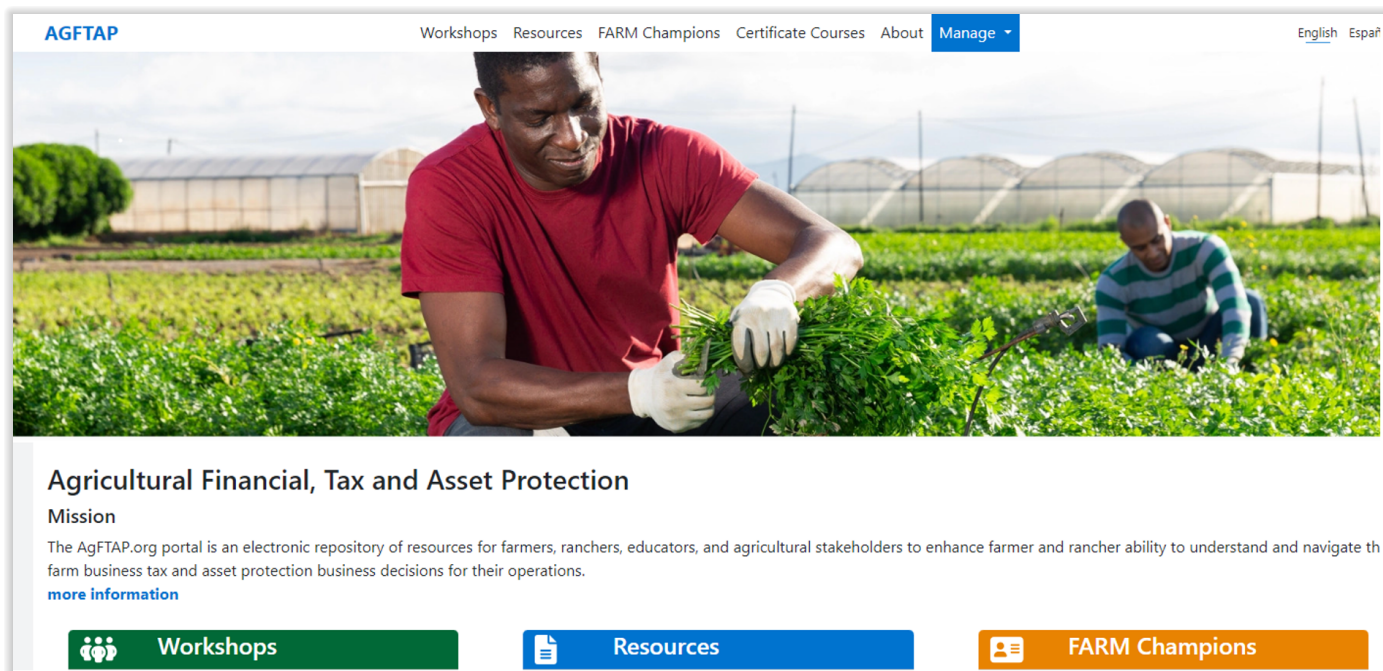 AGFTAP Workshops Resources FARM Champions Certificate Courses About Manage English Españ
Agricultural Financial, Tax and Asset Protection
Mission
The AgFTAP.org portal is an electronic repository of resources for farmers, ranchers, educators, and agricultural stakeholders to enhance farmer and rancher ability to understand and navigate th
farm business tax and asset protection business decisions for their operations.
more information
Workshops Resources FARM Champions